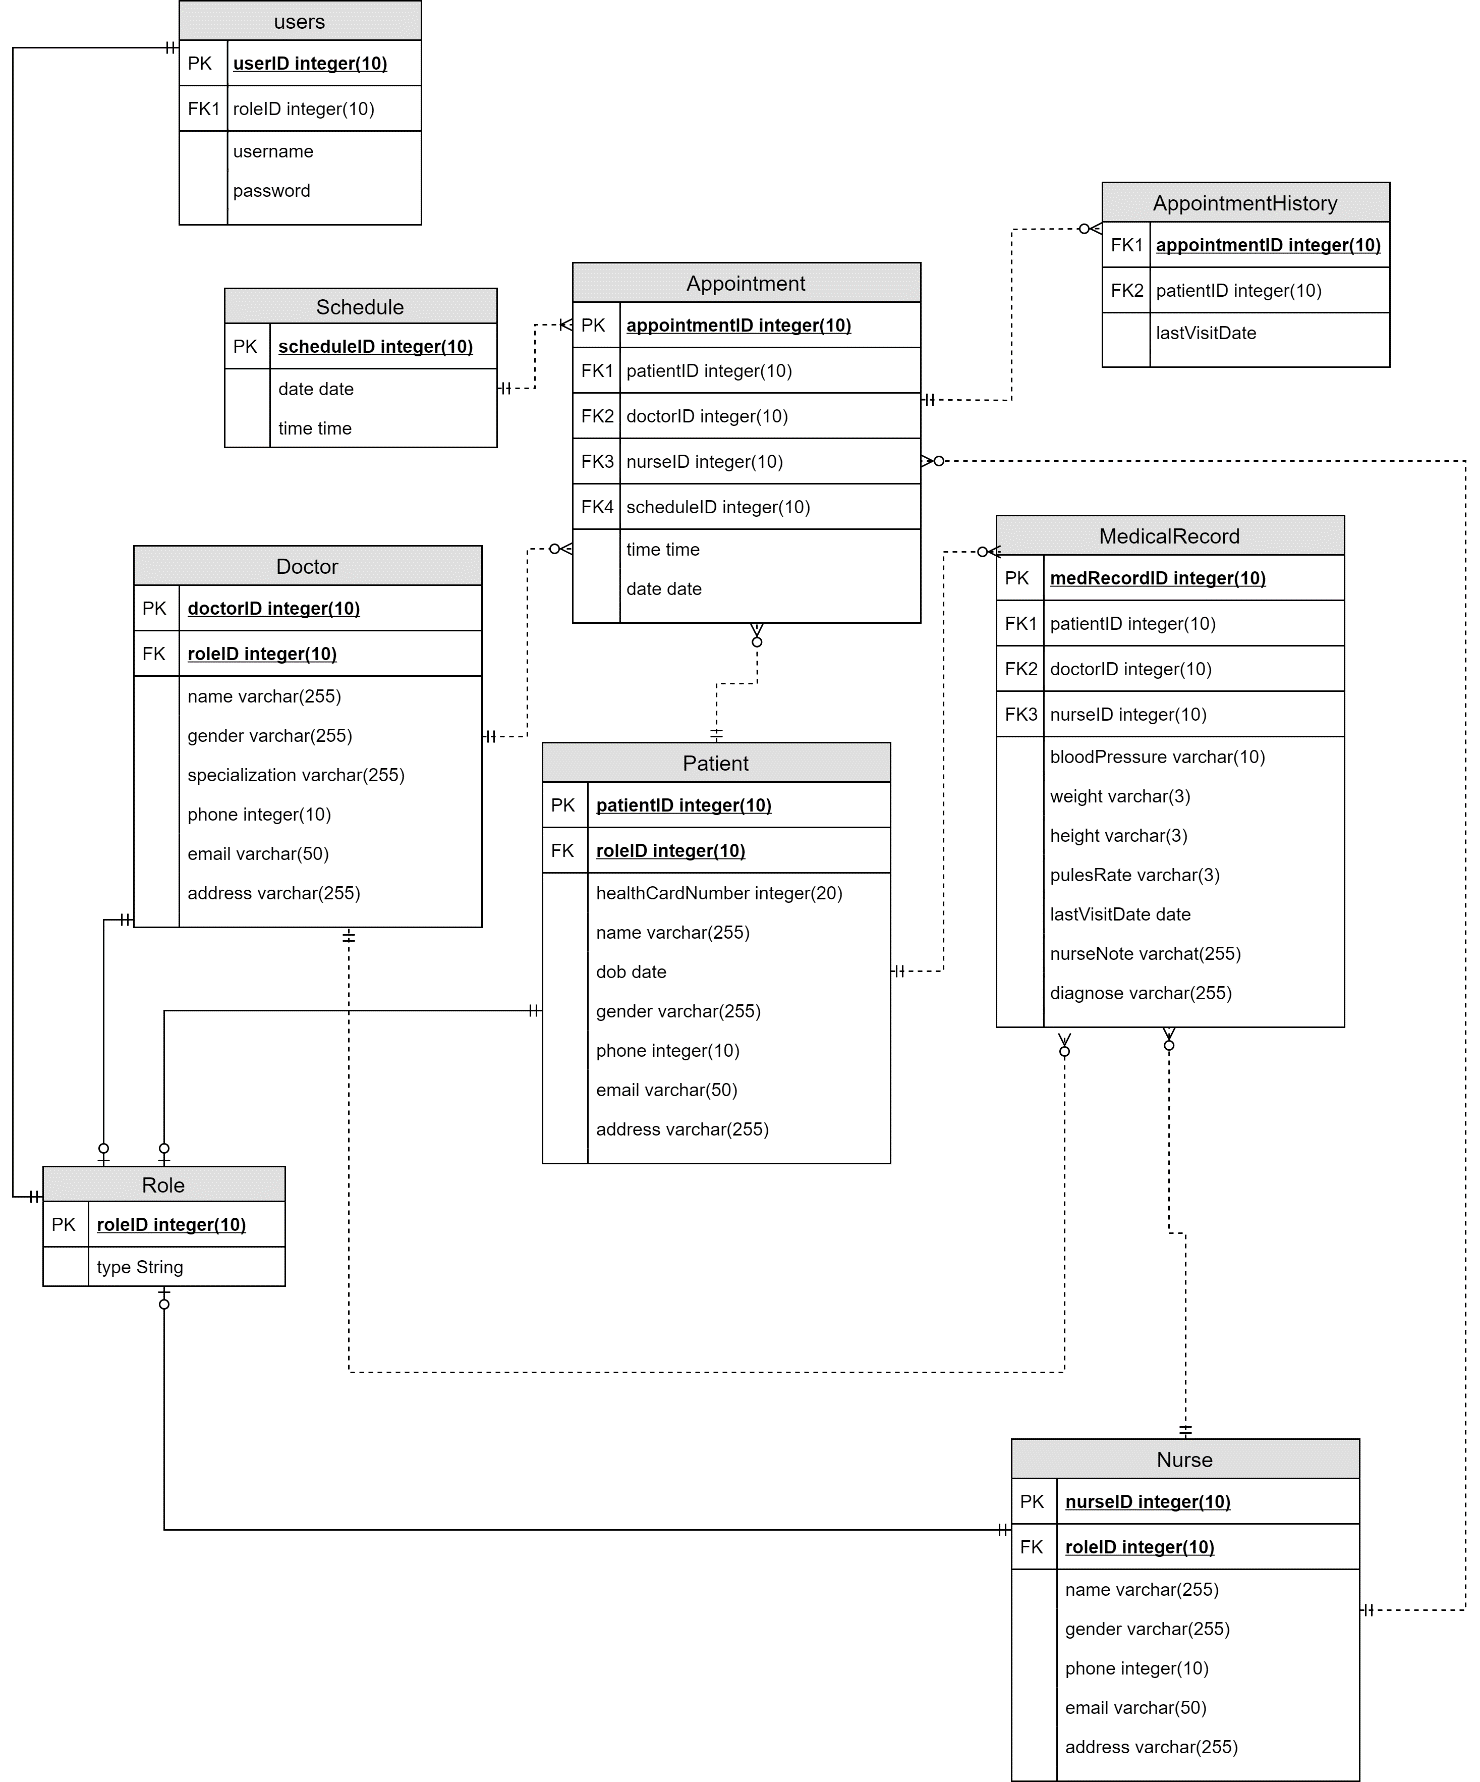 users
PK userID integer(10)
FK1 roleID integer(10)
username
password
AppointmentHistory
FK1 appointmentID integer(10)
FK2 patientID integer(10)
lastVisitDate
Appointment
PK appointmentID integer(10)
FK1 patientID integer(10)
FK2 doctorID integer(10)
FK3 nurseID integer(10)
FK4 scheduleID integer(10)
time time
date date
Schedule
PK scheduleID integer(10)
date date
time time
MedicalRecord
PK medRecordID integer(10)
FK1 patientID integer(10)
FK2 doctorID integer(10)
FK3 nurseID integer(10)
bloodPressure varchar(10)
weight varchar(3)
height varchar(3)
pulesRate varchar(3)
lastVisitDate date
nurseNote varchat(255)
diagnose varchar(255)
Doctor
PK doctorID integer(10)
FK roleID integer(10)
name varchar(255)
gender varchar(255)
specialization varchar(255)
phone integer(10)
email varchar(50)
address varchar(255)
Patient
PK patientID integer(10)
FK roleID integer(10)
healthCardNumber integer(20)
name varchar(255)
dob date
gender varchar(255)
phone integer(10)
email varchar(50)
address varchar(255)
Role
PK roleID integer(10)
type String
Nurse
PK nurseID integer(10)
FK roleID integer(10)
name varchar(255)
gender varchar(255)
phone integer(10)
email varchar(50)
address varchar(255)